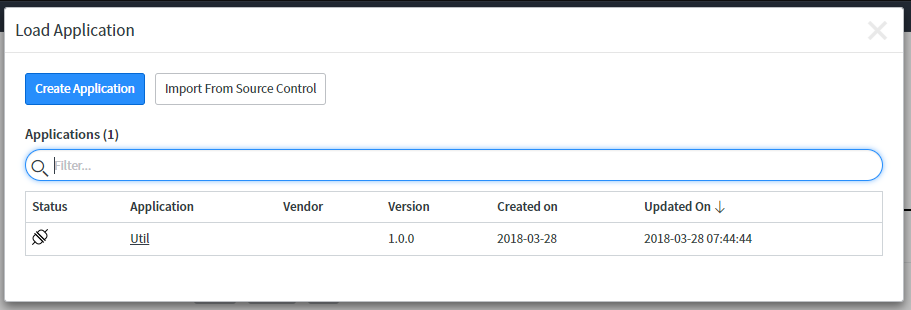 Load Application
Create Application Import From Source Control
Applications (1)
Filter...
Status Application Vendor Version Created on Updated On
Util 1.0.0 2018-03-28 2018-03-28 07:44:44